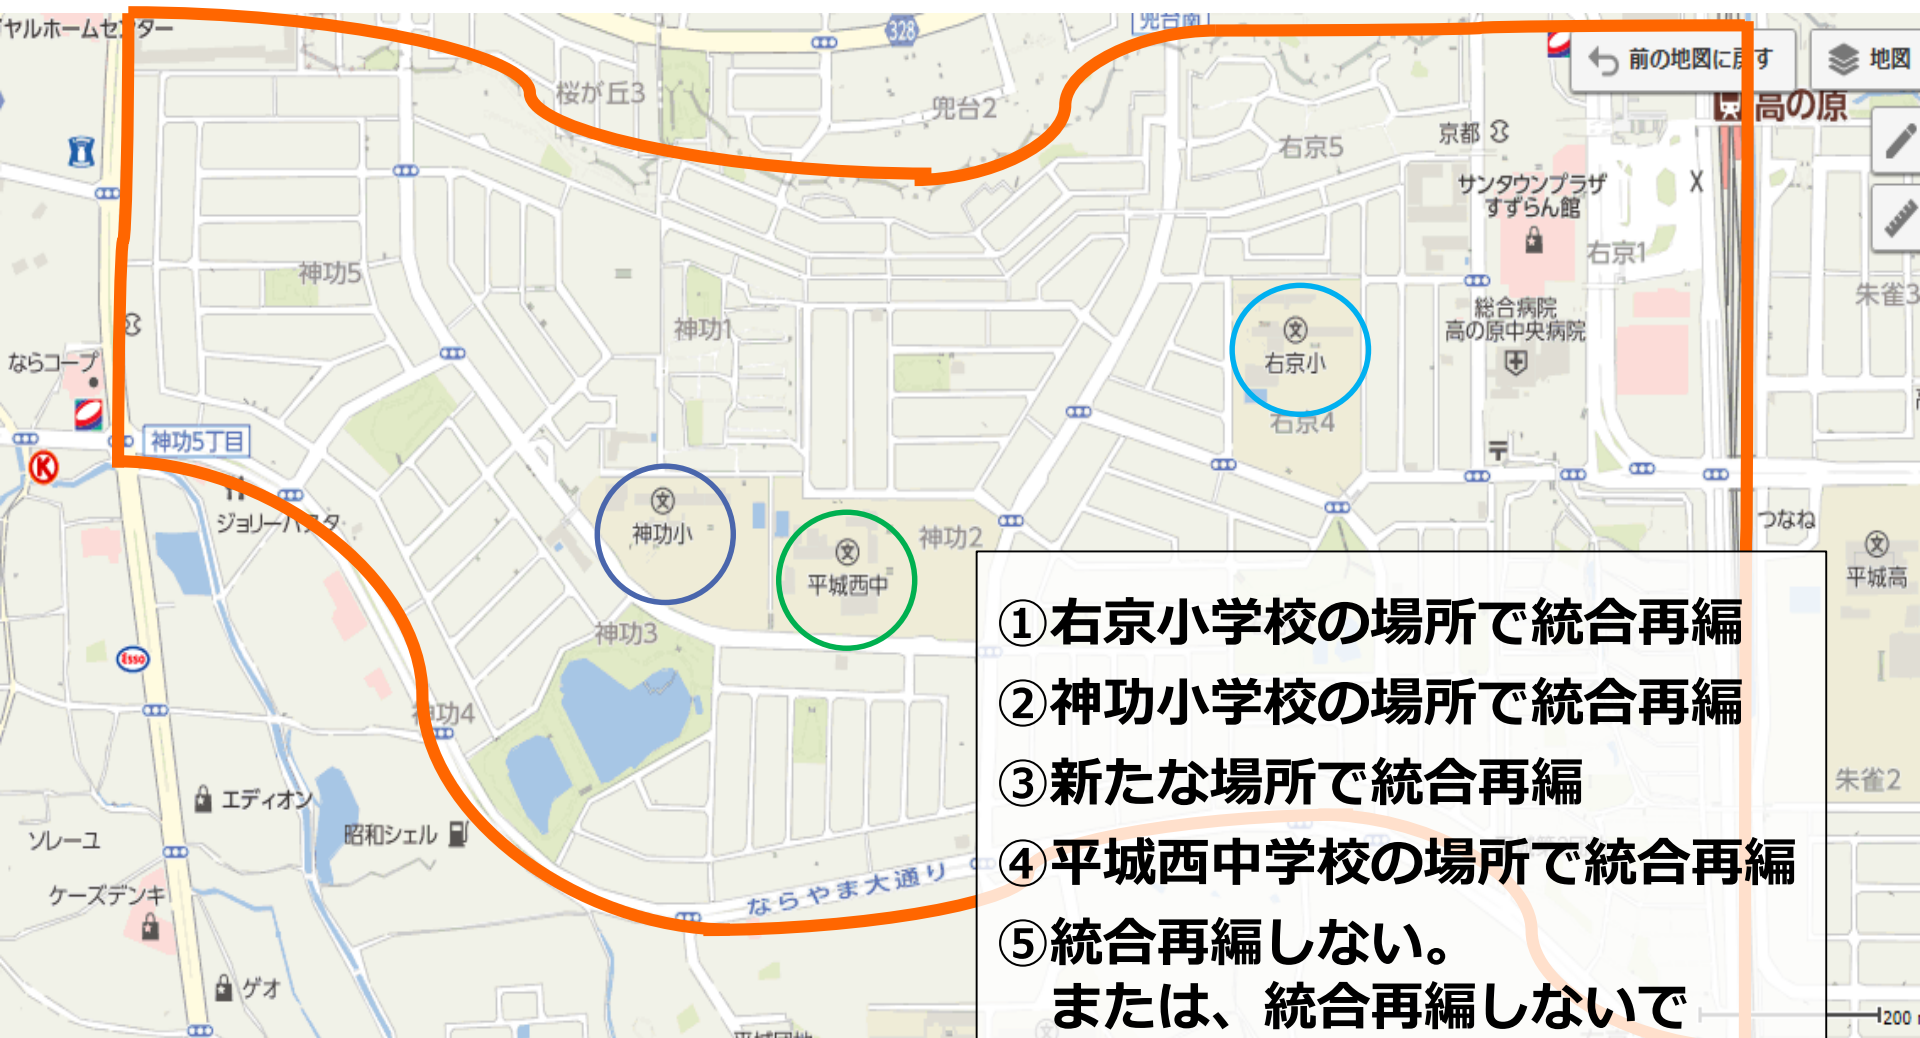 ヤルホームセンター
328
兜台南
前の地図に戻す
地図
桜が丘3
兜台2
高の原
京都
右京5
サンタウンプラザ
すずらん館
右京1
神功5
朱雀3
神功1
総合病院
高の原中央病院
ならコープ
右京小
右京4
神功5丁目
K
ジョリーパスタ
神功小
神功2
平城西中
つなね
平城高
神功3
Esso
神功4
朱雀2
エディオン
昭和シェル
ソレーユ
ケーズデンキ
ならやま大通り
ゲオ
平城団地
200
①右京小学校の場所で統合再編
②神功小学校の場所で統合再編
③新たな場所で統合再編
④平城西中学校の場所で統合再編
⑤統合再編しない。
または、統合再編しないで